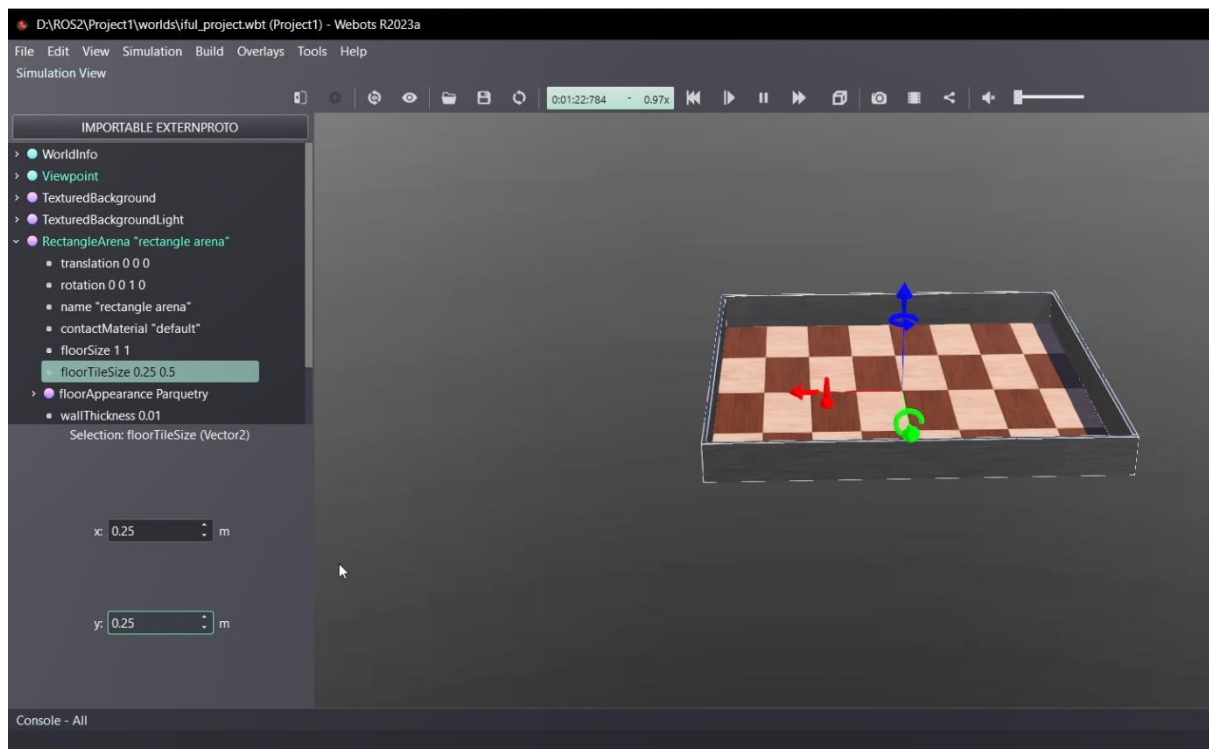 D:\ROS2\Project1\worlds\iful_project.wbt (Project1) - Webots R2023a
File Edit View Simulation Build Overlays Tools Help
Simulation View
0:01:22:784 - 0.97x
IMPORTABLE EXTERNPROTO
WorldInfo
Viewpoint
TexturedBackground
TexturedBackgroundLight
RectangleArena "rectangle arena"
translation 0 0 0
rotation 0 0 1 0
name "rectangle arena"
contactMaterial "default"
floorSize 1 1
floorTileSize 0.25 0.5
floorAppearance Parquetry
wallThickness 0.01
Selection: floorTileSize (Vector2)
x: 0.25 m
y: 0.25 m
Console - All